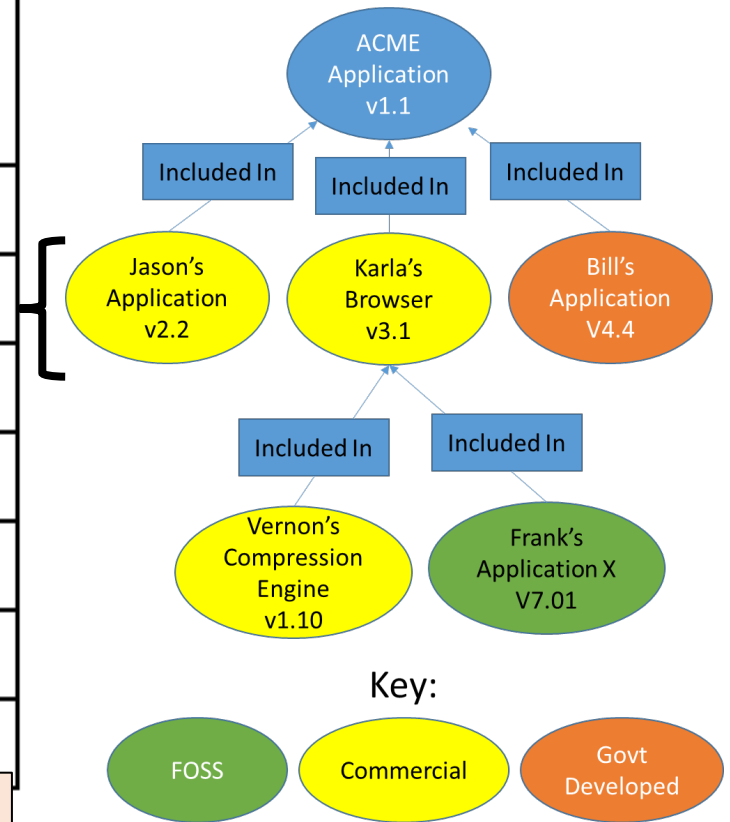 ACME
Application
v1.1
Included In
Included In
Included In
Jason’s
Application
v2.2
Karla’s
Browser
v3.1
Bill’s
Application
V4.4
Included In
Included In
Vernon’s
Compression
Engine
v1.10
Frank’s
Application X
V7.01
Key:
FOSS
Commercial
Govt
Developed